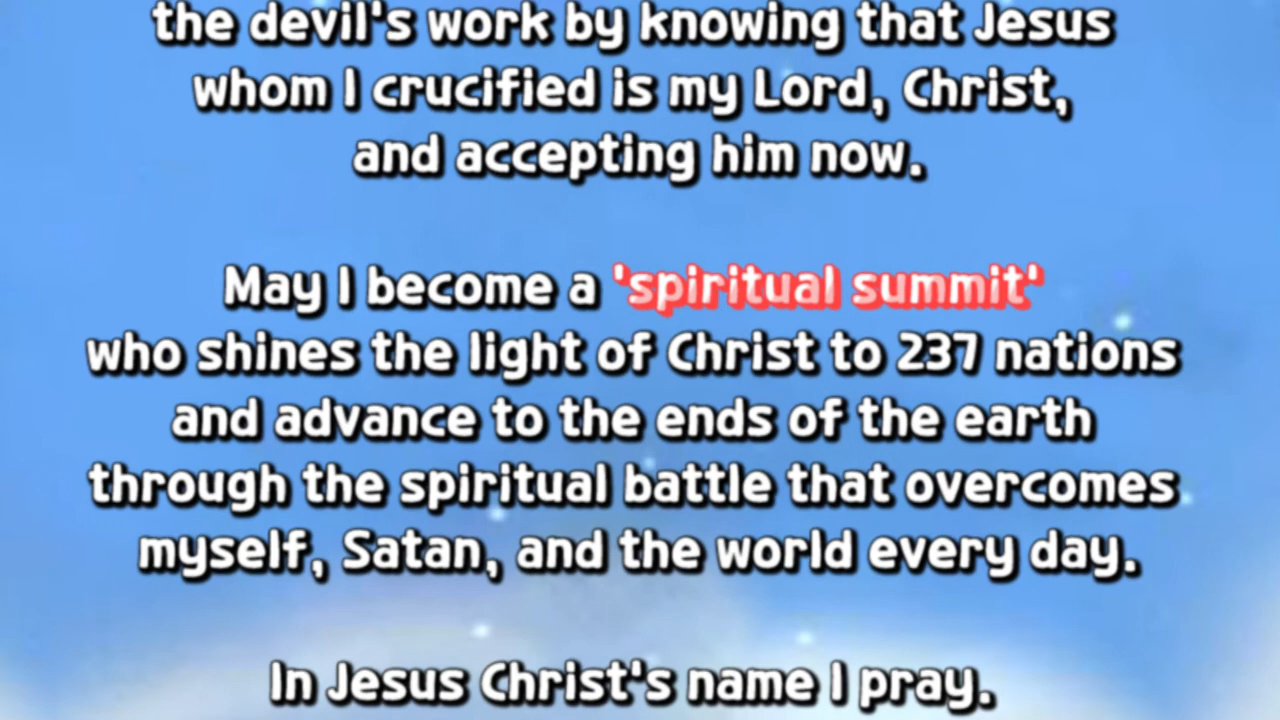 the devil's work by knowing that Jesus
whom I crucified is my Lord, Christ,
and accepting him now.
May I become a 'spiritual summit'
who shines the light of Christ to 237 nations
and advance to the ends of the earth
through the spiritual battle that overcomes
myself, Satan, and the world every day.
In Jesus Christ's name I pray.